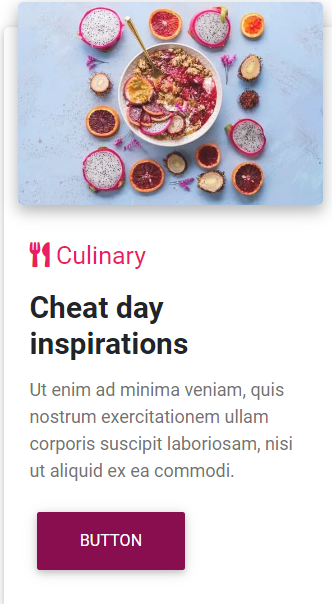 Culinary
Cheat day
inspirations
Ut enim ad minima veniam, quis
nostrum exercitationem ullam
corporis suscipit laboriosam, nisi
ut aliquid ex ea commodi.
BUTTON